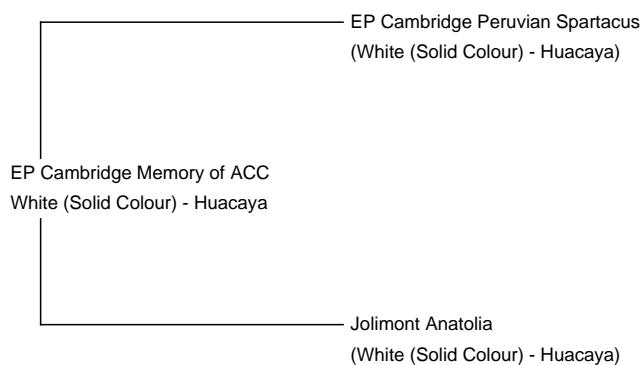 EP Cambridge Peruvian Spartacus
(White (Solid Colour) - Huacaya)
EP Cambridge Memory of ACC
White (Solid Colour) - Huacaya
Jolimont Anatolia
(White (Solid Colour) - Huacaya)